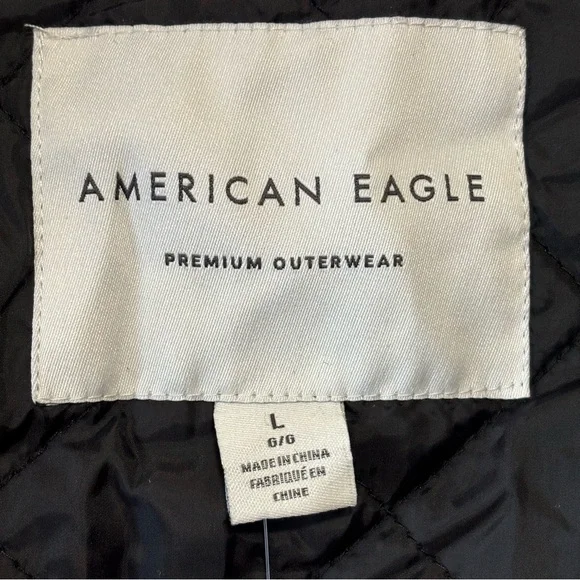 AMERICAN EAGLE
PREMIUM OUTERWEAR
L
G/G
MADE IN CHINA
FABRIQUÉ EN
CHINE